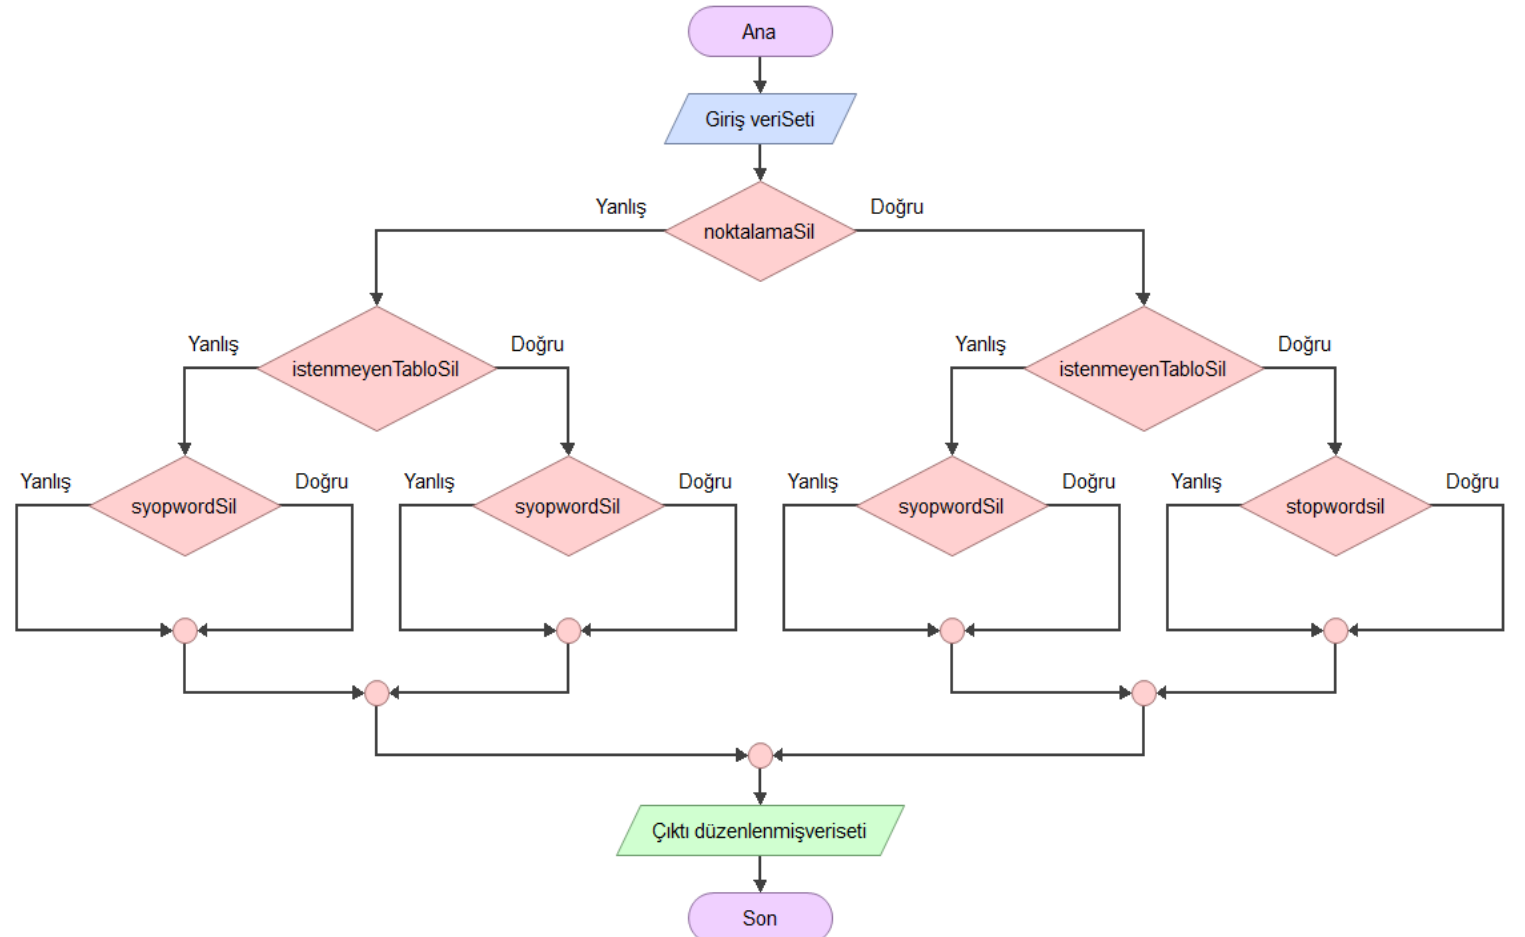 Ana
Giriş veriSeti
Yanlış
Doğru
noktalamaSil
Yanlış
Doğru
Yanlış
Doğru
istenmeyenTabloSil
istenmeyenTabloSil
Yanlış
Doğru
Yanlış
Doğru
Yanlış
Doğru
Yanlış
Doğru
syopwordSil
syopwordSil
syopwordSil
stopwordsil
Çıktı düzenlenmişveriseti
Son